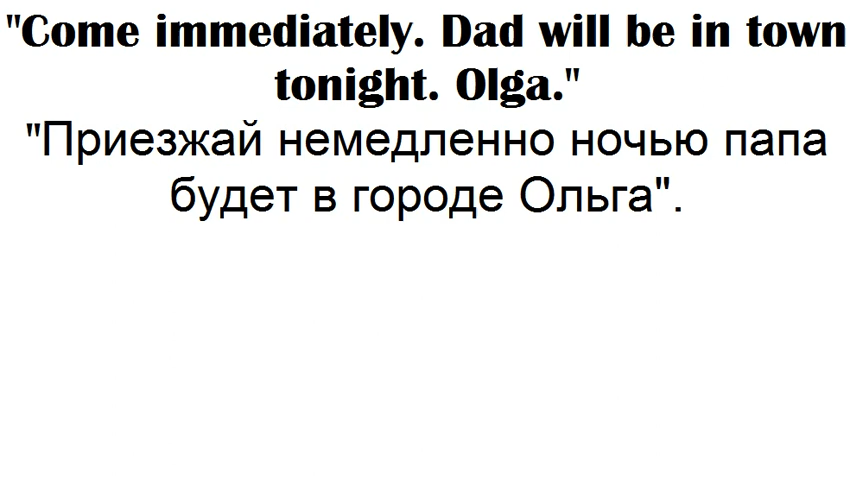 "Come immediately. Dad will be in town
tonight. Olga."
"Приезжай немедленно ночью папа
будет в городе Ольга".